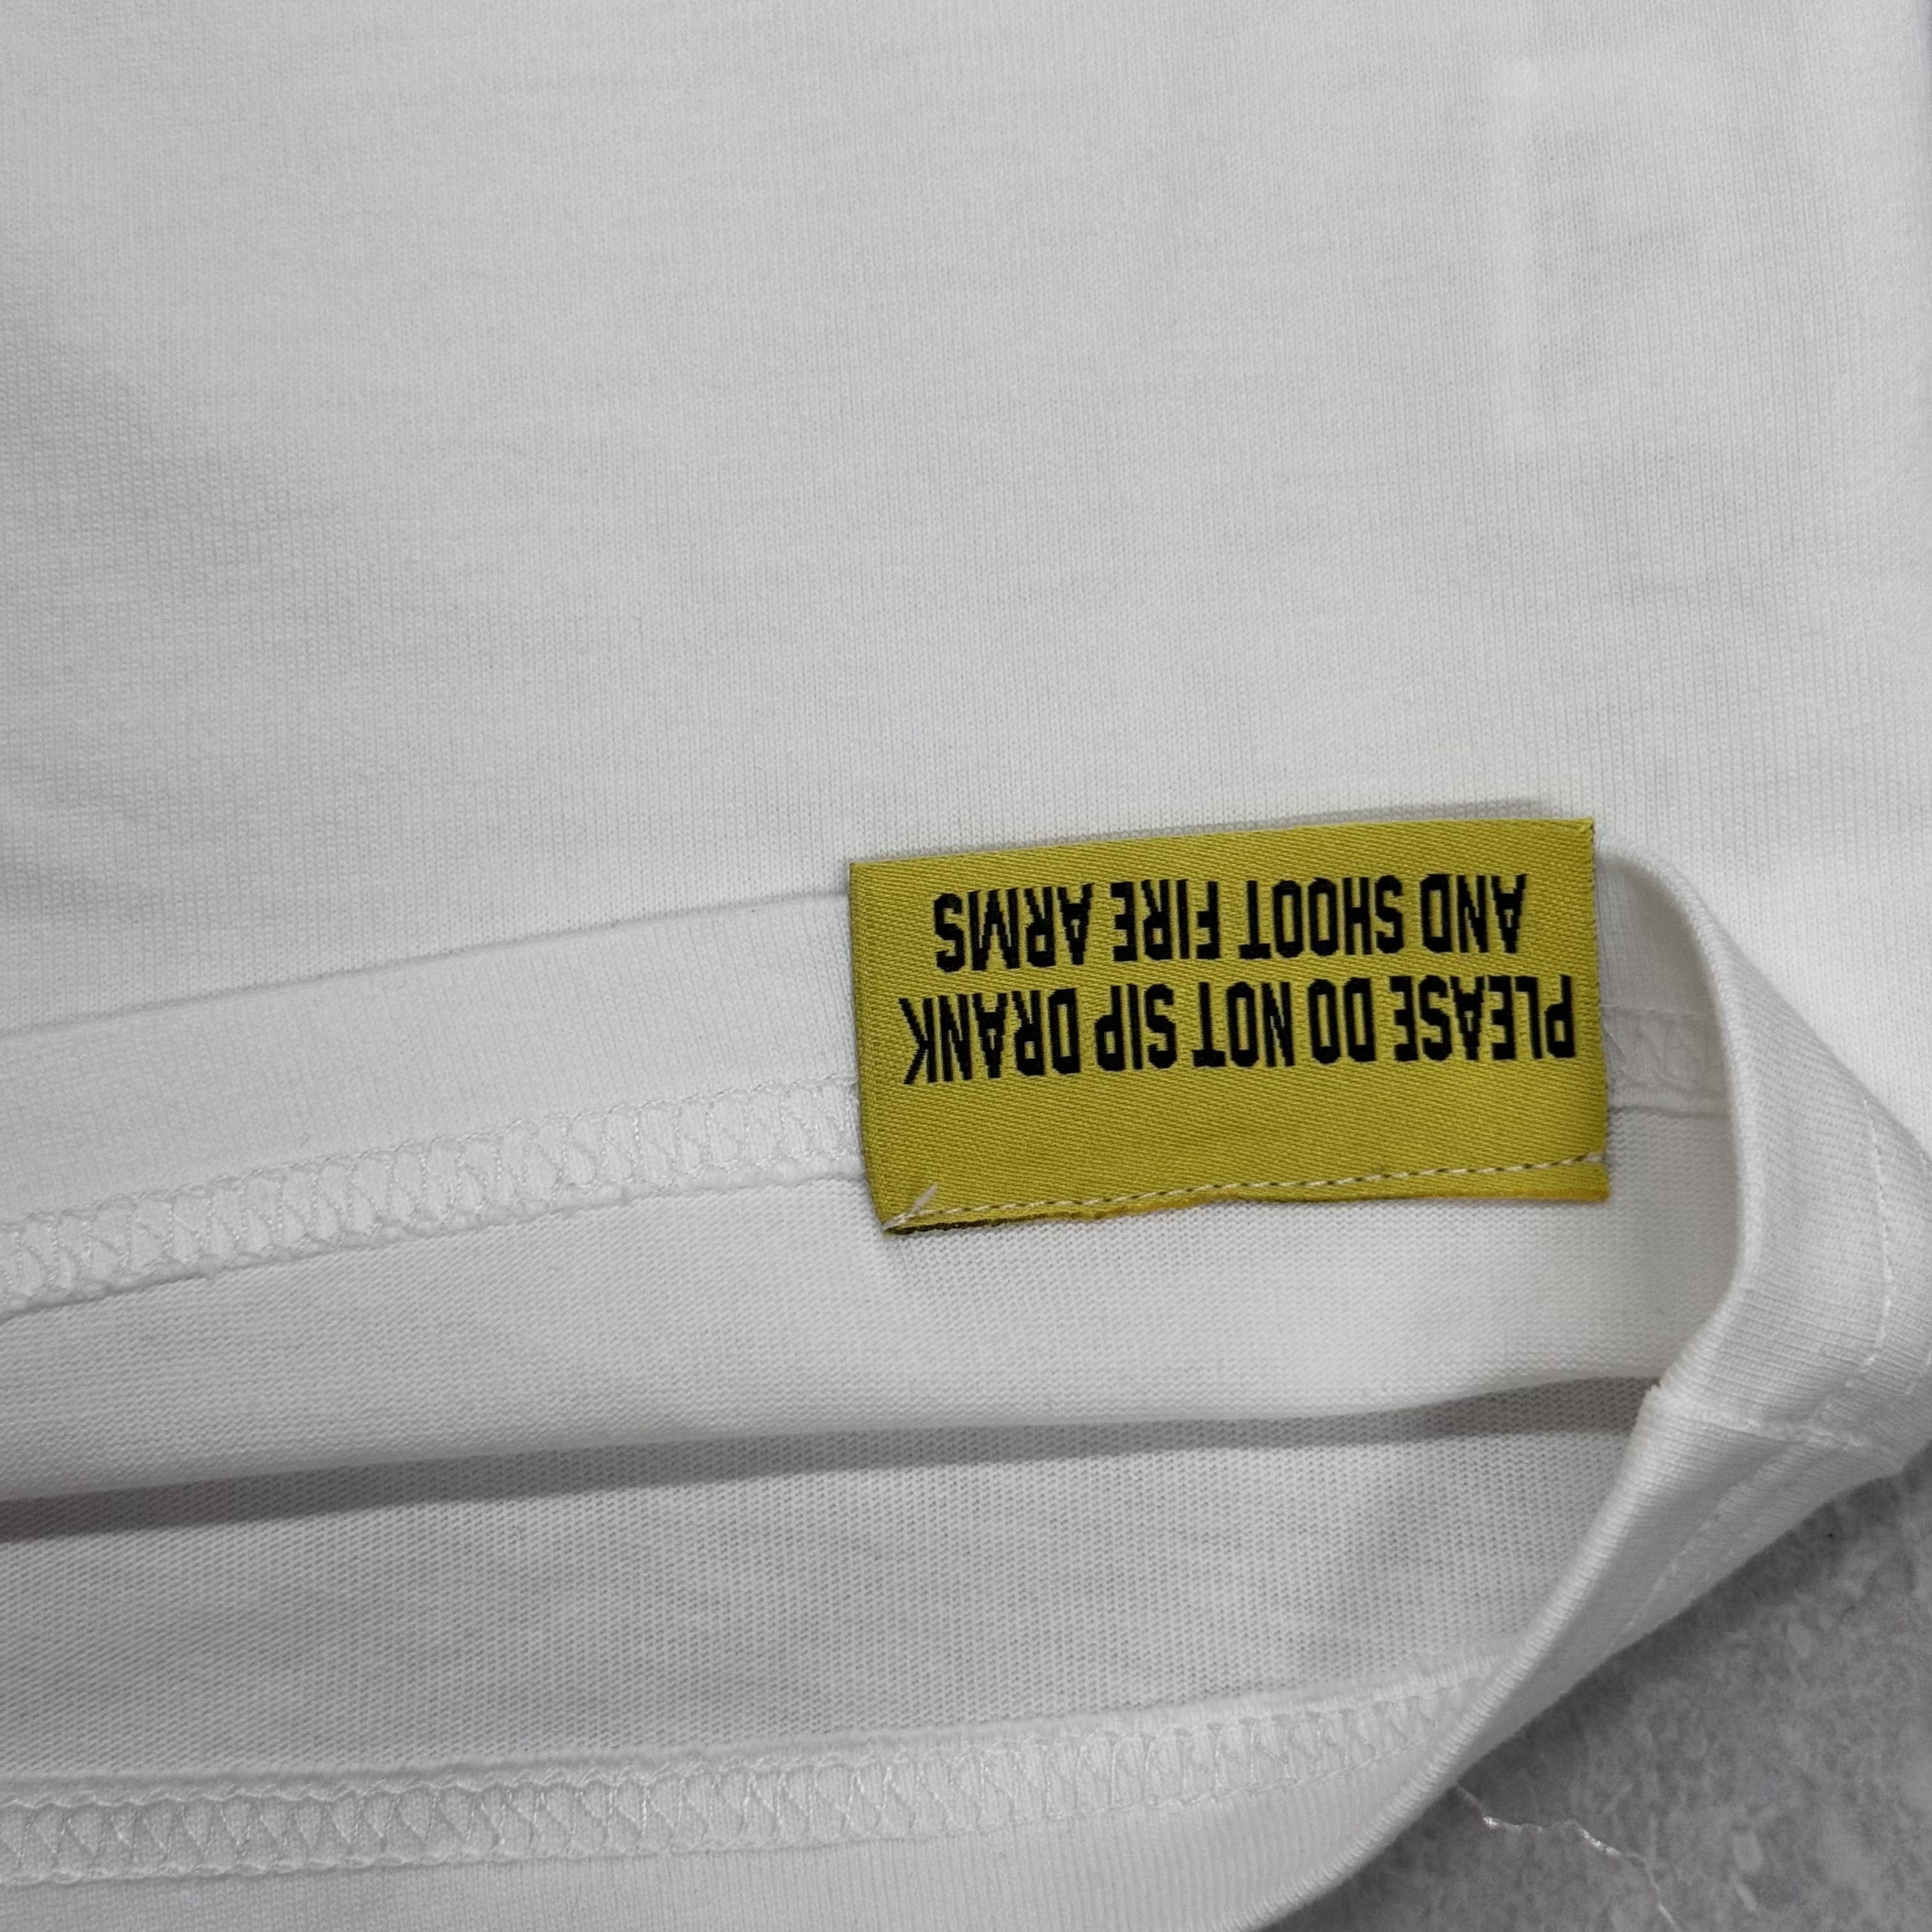 PLEASE DO NOT SIP DRANK
AND SHOOT FIRE ARMS